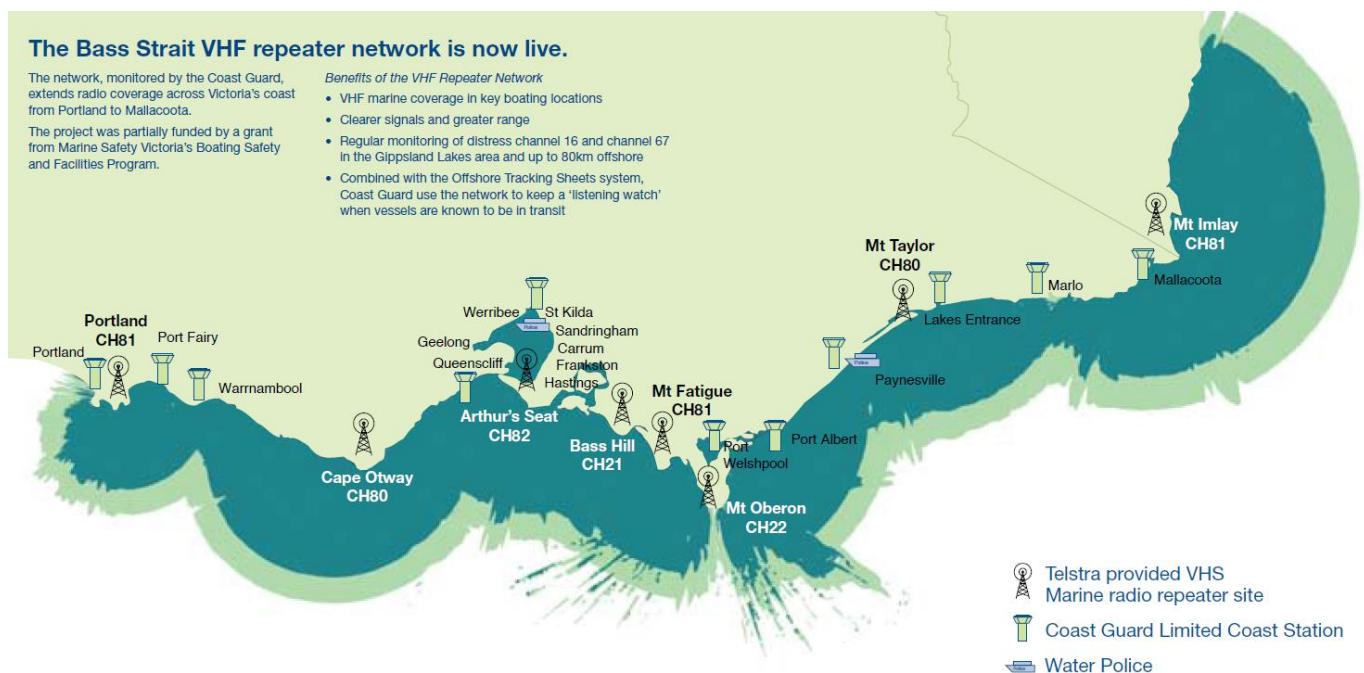 The Bass Strait VHF repeater network is now live.
The network, monitored by the Coast Guard,
extends radio coverage across Victoria's coast
from Portland to Mallacoota.
The project was partially funded by a grant
from Marine Safety Victoria's Boating Safety
and Facilities Program.
Benefits of the VHF Repeater Network
• VHF marine coverage in key boating locations
• Clearer signals and greater range
• Regular monitoring of distress channel 16 and channel 67
in the Gippsland Lakes area and up to 80km offshore
• Combined with the Offshore Tracking Sheets system,
Coast Guard use the network to keep a 'listening watch'
when vessels are known to be in transit
Portland
CH81
Portland
Port Fairy
Warrnambool
Cape Otway
CH80
Werribee
St Kilda
Police
Sandringham
Geelong
Carrum
Queenscliff
Frankston
Hastings
Arthur's Seat
CH82
Bass Hill
CH21
Mt Fatigue
CH81
Port
Welshpool
Port Albert
Mt Oberon
CH22
Police
Paynesville
Mt Taylor
CH80
Lakes Entrance
Marlo
Mt Imlay
CH81
Mallacoota
Telstra provided VHS
Marine radio repeater site
Coast Guard Limited Coast Station
Police
Water Police